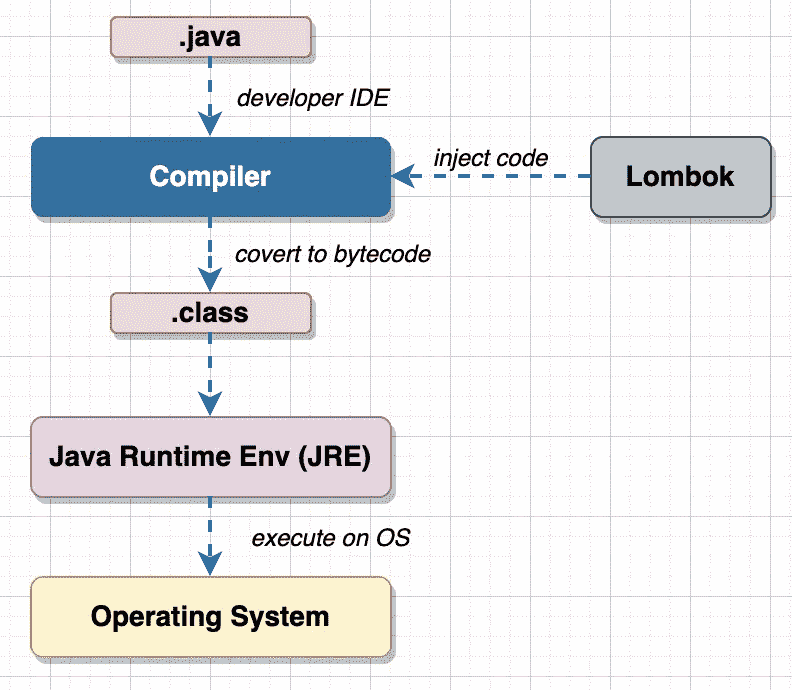 .java
developer IDE
Compiler
inject code
Lombok
covert to bytecode
.class
Java Runtime Env (JRE)
execute on OS
Operating System